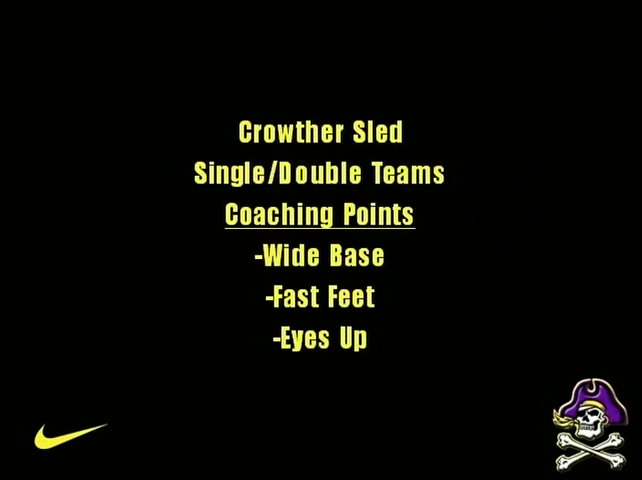 Crowther Sled
Single/Double Teams
Coaching Points
-Wide Base
-Fast Feet
-Eyes Up